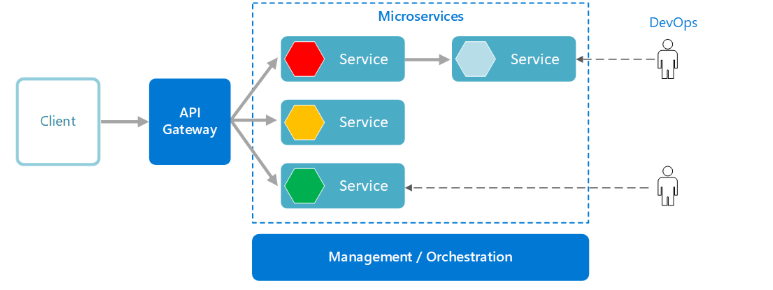 Microservices
DevOps
Service
Service
Client
API
Gateway
Service
Service
Management / Orchestration